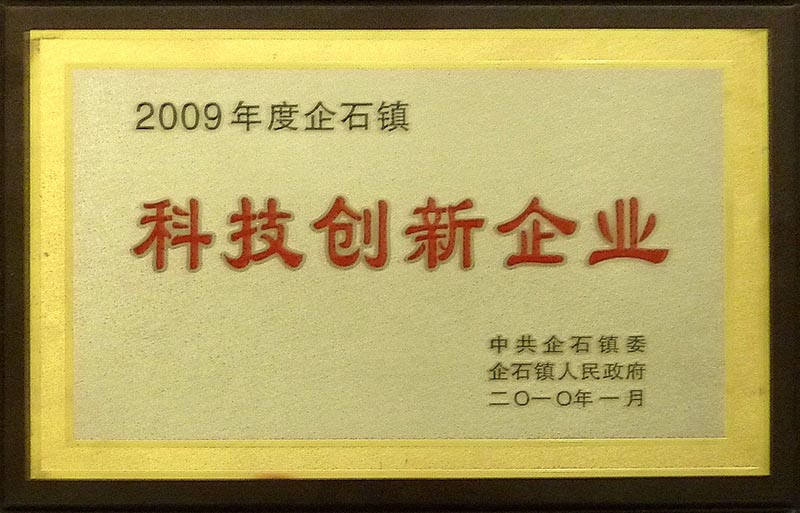 2009年度企石镇
科技创新企业
中共企石镇委
企石镇人民政府
二〇一〇年一月